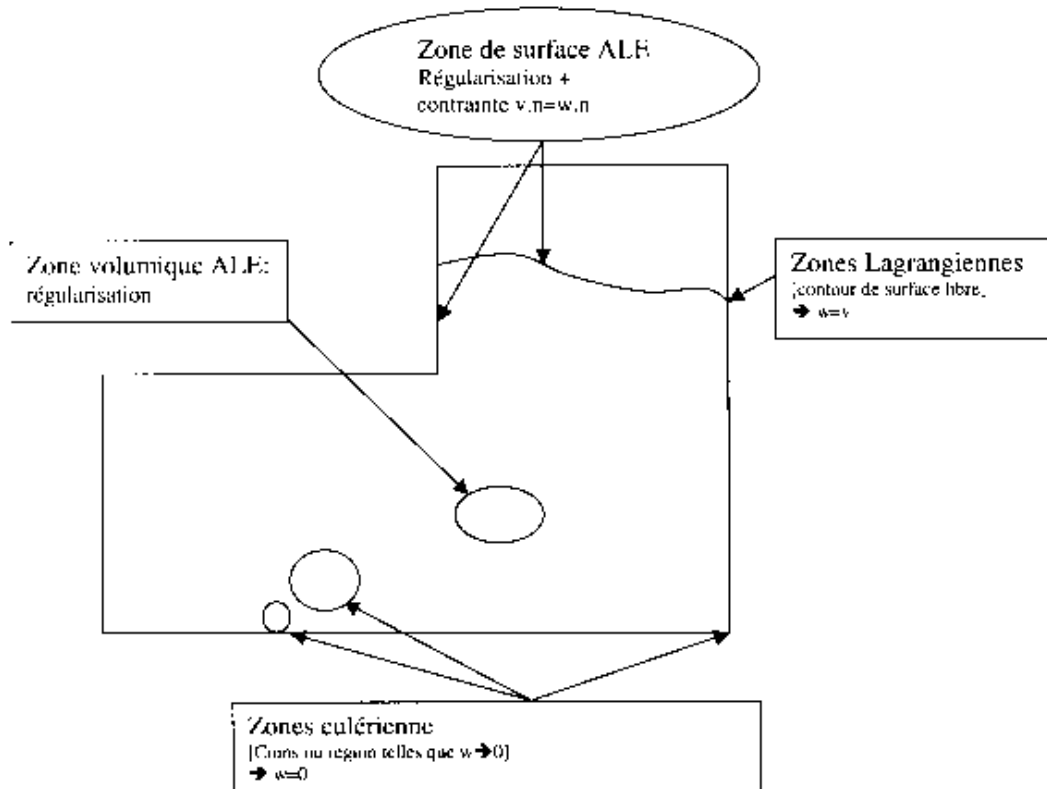 Zone de surface ALE
Régularisation +
contrainte v.n=w.n
Zone volumique ALE:
régularisation
Zones Lagrangiennes
[contour de surface libre]
➔ w=v
Zones eulérienne
[Coins ou région telles que w➔0]
➔ w=0